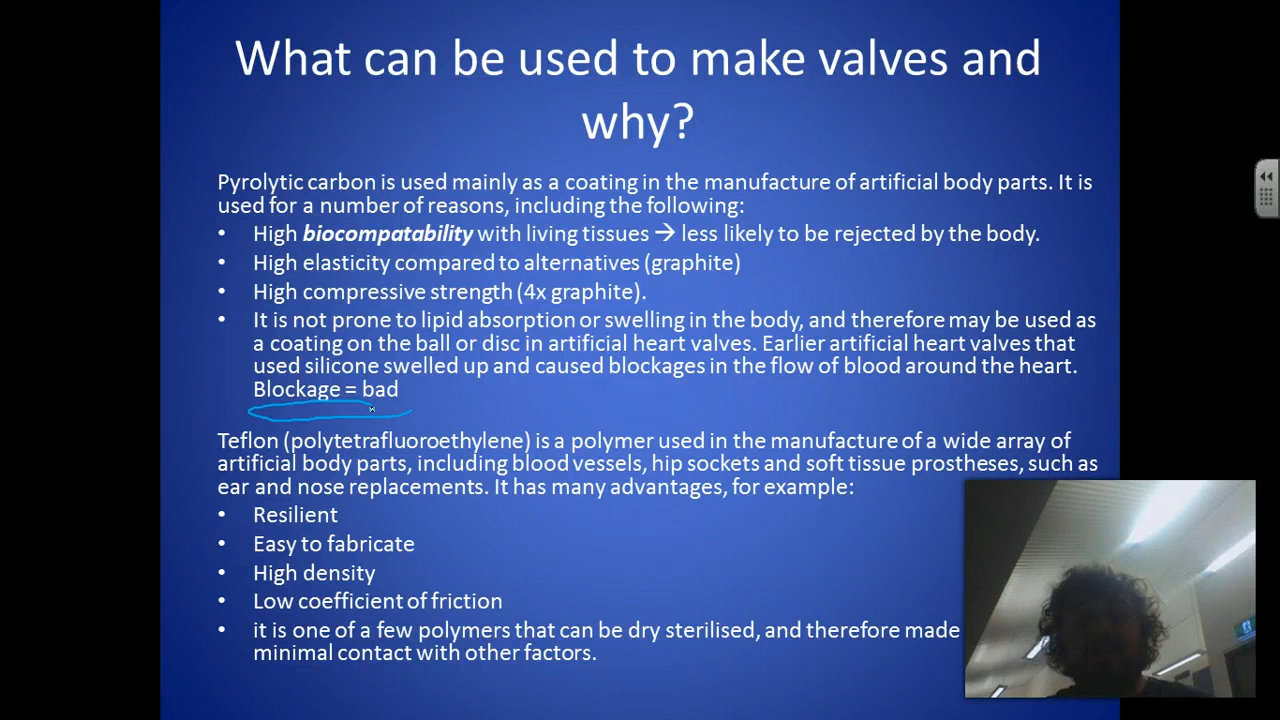 What can be used to make valves and
why?
Pyrolytic carbon is used mainly as a coating in the manufacture of artificial body parts. It is
used for a number of reasons, including the following:
• High biocompatability with living tissues → less likely to be rejected by the body.
• High elasticity compared to alternatives (graphite)
• High compressive strength (4x graphite).
• It is not prone to lipid absorption or swelling in the body, and therefore may be used as
a coating on the ball or disc in artificial heart valves. Earlier artificial heart valves that
used silicone swelled up and caused blockages in the flow of blood around the heart.
Blockage = bad
Teflon (polytetrafluoroethylene) is a polymer used in the manufacture of a wide array of
artificial body parts, including blood vessels, hip sockets and soft tissue prostheses, such as
ear and nose replacements. It has many advantages, for example:
• Resilient
• Easy to fabricate
• High density
• Low coefficient of friction
• it is one of a few polymers that can be dry sterilised, and therefore made
minimal contact with other factors.